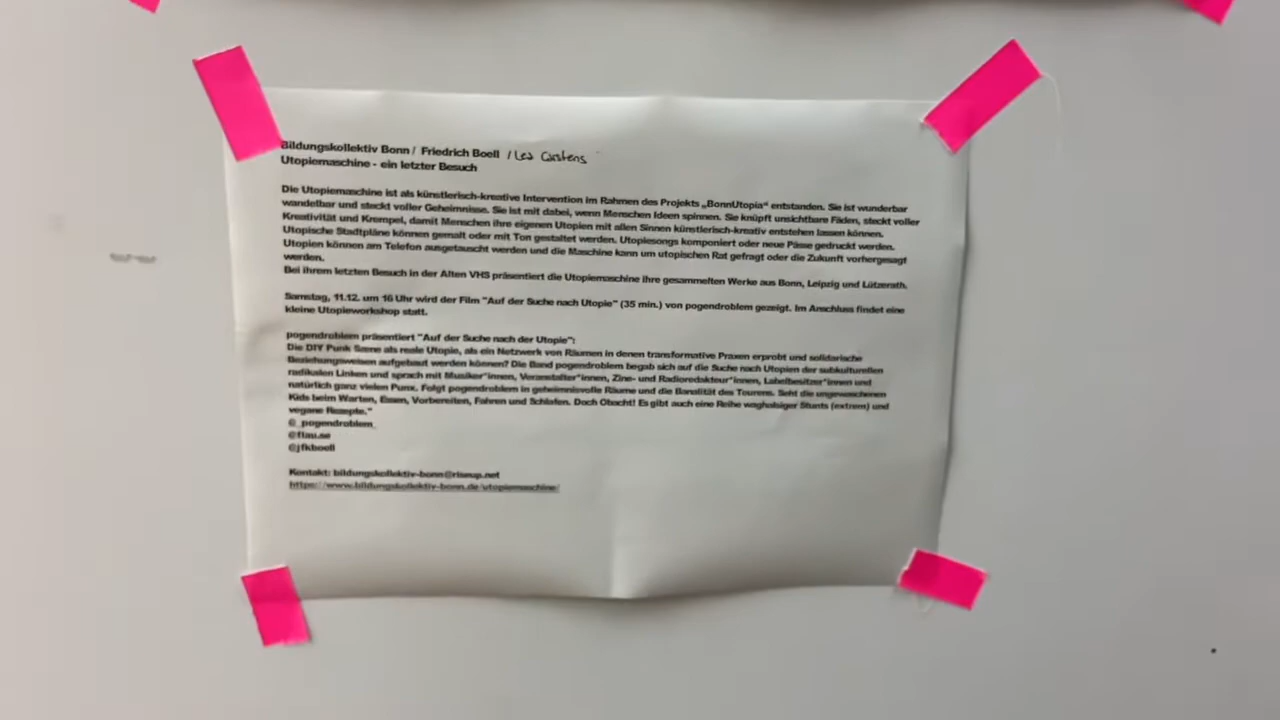 Bildungskollektiv Bonn / Friedrich Boell / Leo Carstens
Utopiemaschine - ein letzter Besuch
Die Utopiemaschine ist als künstlerisch-kreative Intervention im Rahmen des Projekts „BonnUtopia“ entstanden. Sie ist wunderbar
wandelbar und steckt voller Geheimnisse. Sie ist mit dabei, wenn Menschen Ideen spinnen. Sie knüpft unsichtbare Fäden, steckt voller
Kreativität und Krempel, damit Menschen ihre eigenen Utopien mit allen Sinnen künstlerisch-kreativ entstehen lassen können.
Utopische Stadtpläne können gemalt oder mit Ton gestaltet werden. Utopiesongs komponiert oder neue Pässe gedruckt werden.
Utopien können am Telefon ausgetauscht werden und die Maschine kann um utopischen Rat gefragt oder die Zukunft vorhergesagt
werden.
Bei ihrem letzten Besuch in der Alten VHS präsentiert die Utopiemaschine ihre gesammelten Werke aus Bonn, Leipzig und Lützerath.
Samstag, 11.12. um 16 Uhr wird der Film "Auf der Suche nach Utopie" (35 min.) von pogendroblem gezeigt. Im Anschluss findet eine
kleine Utopieworkshop statt.
pogendroblem präsentiert "Auf der Suche nach der Utopie":
Die DIY Punk Szene als reale Utopie, als ein Netzwerk von Räumen in denen transformative Praxen erprobt und solidarische
Beziehungsweisen aufgebaut werden können? Die Band pogendroblem begab sich auf die Suche nach Utopien der subkulturellen
radikalen Linken und sprach mit Musiker*innen, Veranstalter*innen, Zine- und Radioredakteur*innen, Labelbesitzer*innen und
natürlich ganz vielen Punx. Folgt pogendroblem in geheimnisvolle Räume und die Banalität des Tourens. Seht die ungewaschenen
Kids beim Warten, Essen, Vorbereiten, Fahren und Schlafen. Doch Obacht! Es gibt auch eine Reihe waghalsiger Stunts (extrem) und
vegane Rezepte."
@_pogendroblem_
@flau.se
@jfkboell
Kontakt: bildungskollektiv-bonn@riseup.net
https://www.bildungskollektiv-bonn.de/utopiemaschine/